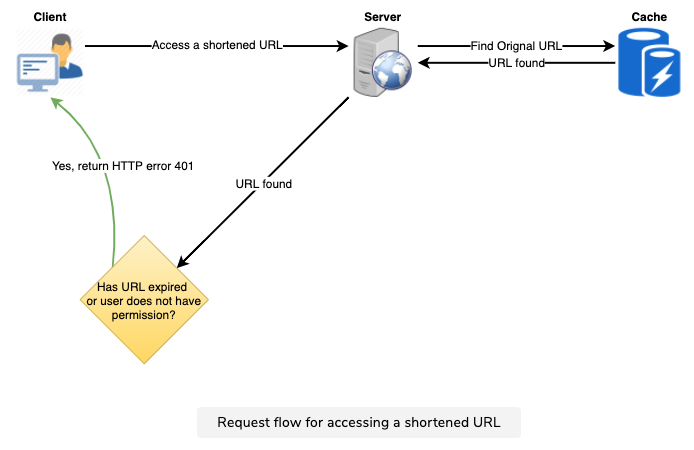 Client
Server
Cache
Access a shortened URL
Find Orignal URL
URL found
Yes, return HTTP error 401
URL found
Has URL expired
or user does not have
permission?
Request flow for accessing a shortened URL